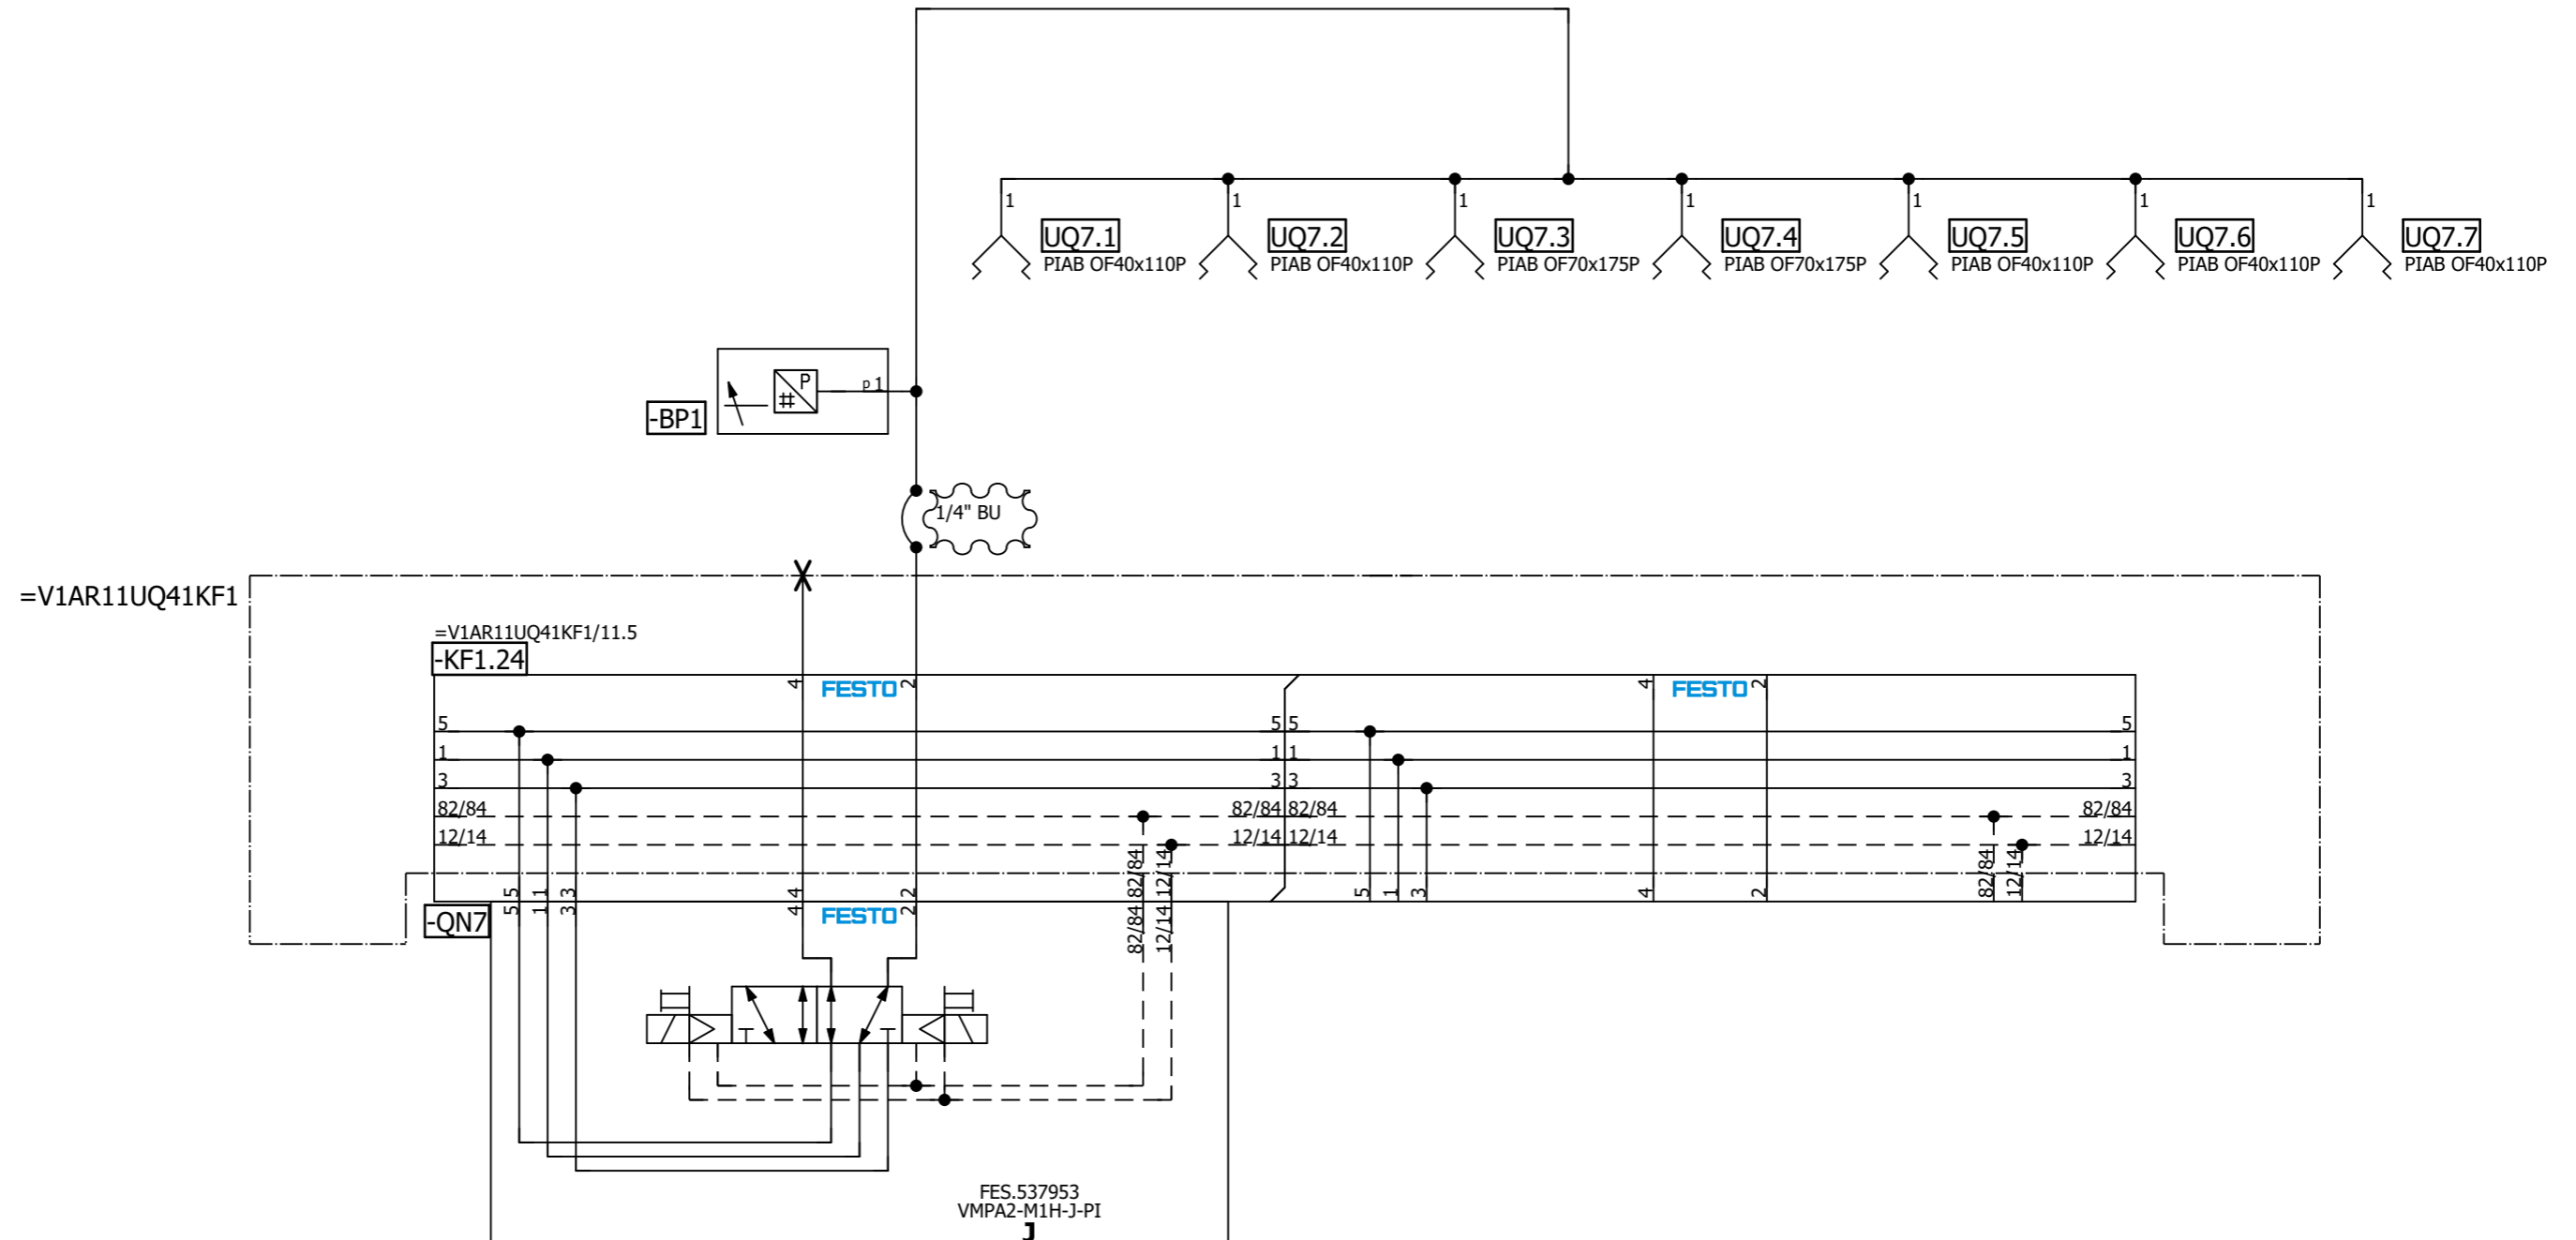 1 1 1 1 1 1 1
UQ7.1 UQ7.2 UQ7.3 UQ7.4 UQ7.5 UQ7.6 UQ7.7
PIAB OF40x110P PIAB OF40x110P PIAB OF70x175P PIAB OF70x175P PIAB OF40x110P PIAB OF40x110P PIAB OF40x110P
P
#
p 1
-BP1
1/4" BU
=V1AR11UQ41KF1
=V1AR11UQ41KF1/11.5
-KF1.24
4 FESTO 2 4 FESTO 2
5 5 5 5
1 1 1 1
3 3 3 3
82/84 82/84 82/84 82/84
12/14 12/14 12/14 12/14
5 1 3 4 2 82/84 12/14 5 1 3 4 2 82/84 12/14
-QN7
5 1 3 4 FESTO 2 82/84 12/14
FES.537953
VMPA2-M1H-J-PI
J